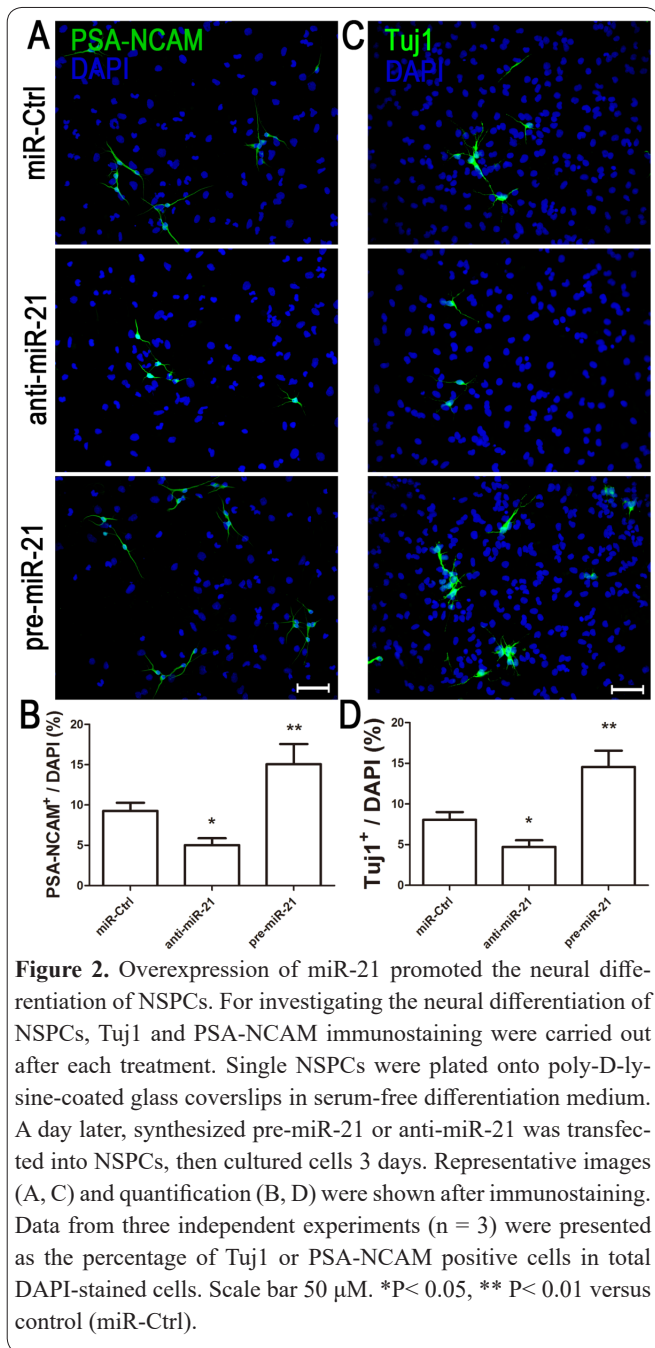 A
PSA-NCAM
DAPI
C
Tuj1
DAPI
miR-Ctrl
anti-miR-21
pre-miR-21
B
PSA-NCAM⁺ / DAPI (%)
20
15
10
5
0
*
**
miR-Ctrl
anti-miR-21
pre-miR-21
D
Tuj1⁺ / DAPI (%)
20
15
10
5
0
*
**
miR-Ctrl
anti-miR-21
pre-miR-21
Figure 2. Overexpression of miR-21 promoted the neural diffe-
rentiation of NSPCs. For investigating the neural differentiation of
NSPCs, Tuj1 and PSA-NCAM immunostaining were carried out
after each treatment. Single NSPCs were plated onto poly-D-ly-
sine-coated glass coverslips in serum-free differentiation medium.
A day later, synthesized pre-miR-21 or anti-miR-21 was transfec-
ted into NSPCs, then cultured cells 3 days. Representative images
(A, C) and quantification (B, D) were shown after immunostaining.
Data from three independent experiments (n = 3) were presented
as the percentage of Tuj1 or PSA-NCAM positive cells in total
DAPI-stained cells. Scale bar 50 μM. *P< 0.05, ** P< 0.01 versus
control (miR-Ctrl).